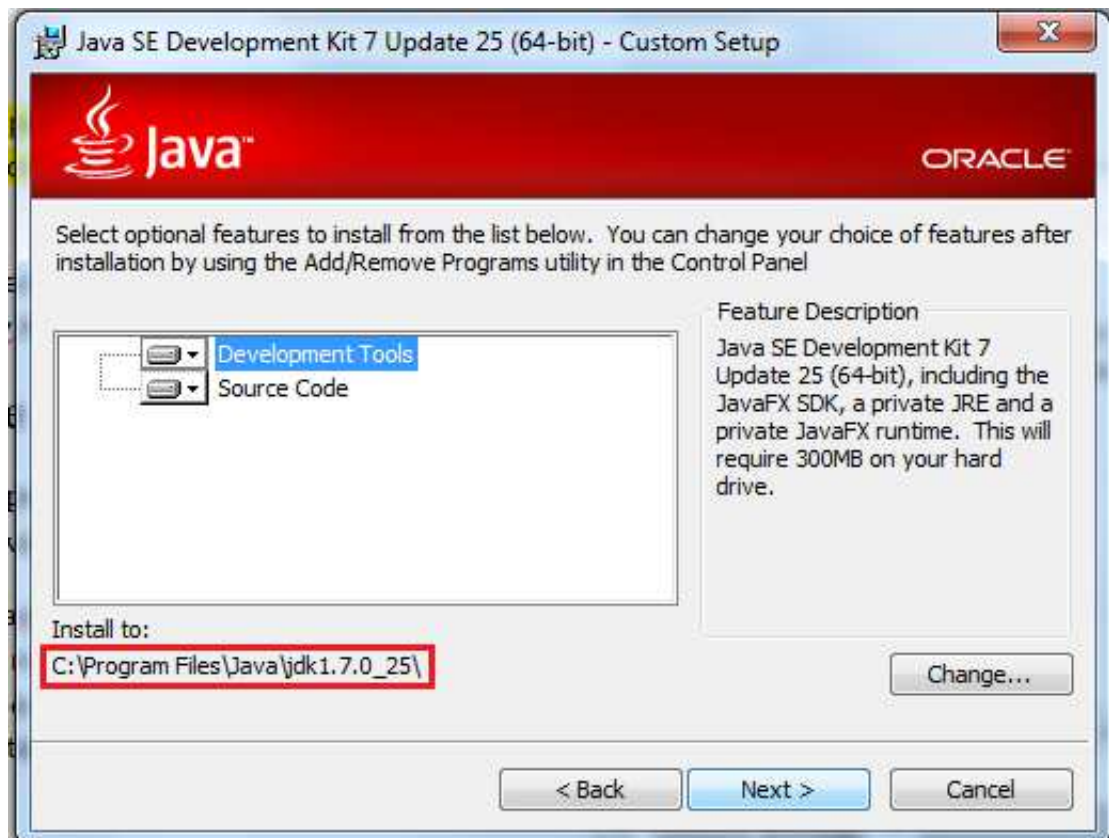 Java SE Development Kit 7 Update 25 (64-bit) - Custom Setup
Java™
ORACLE
Select optional features to install from the list below.  You can change your choice of features after
installation by using the Add/Remove Programs utility in the Control Panel
Development Tools
Source Code
Feature Description
Java SE Development Kit 7
Update 25 (64-bit), including the
JavaFX SDK, a private JRE and a
private JavaFX runtime.  This will
require 300MB on your hard
drive.
Install to:
C:\Program Files\Java\jdk1.7.0_25\
Change...
< Back
Next >
Cancel